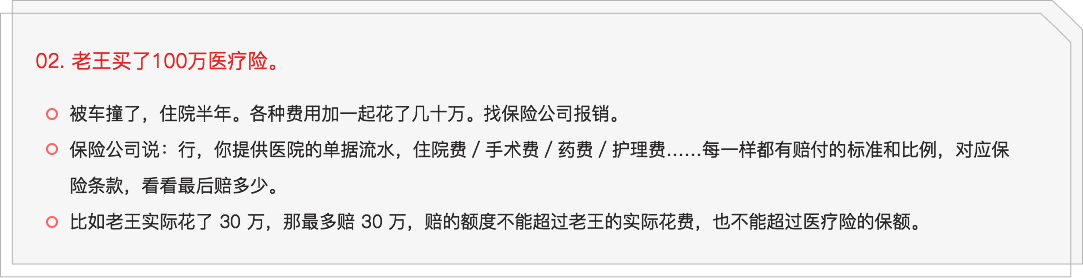 02. 老王买了100万医疗险。
被车撞了，住院半年。各种费用加一起花了几十万。找保险公司报销。
保险公司说：行，你提供医院的单据流水，住院费 / 手术费 / 药费 / 护理费……每一样都有赔付的标准和比例，对应保
险条款，看看最后赔多少。
比如老王实际花了 30 万，那最多赔 30 万，赔的额度不能超过老王的实际花费，也不能超过医疗险的保额。